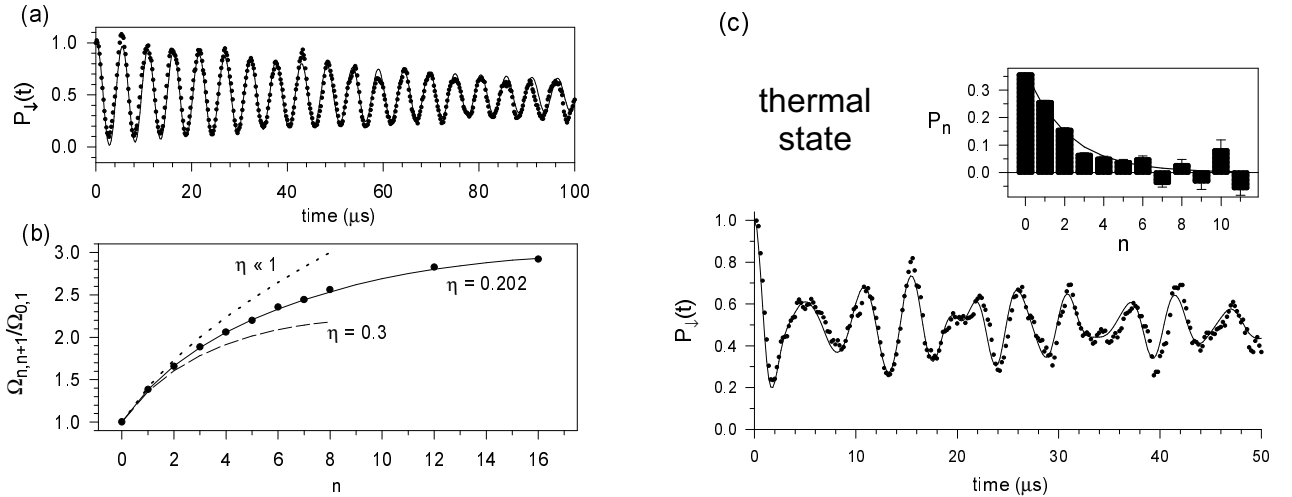 (a)
1.0
0.5
0.0
P↓(t)
0 20 40 60 80 100
time (μs)
(b)
3.0
2.5
2.0
1.5
1.0
Ωn,n+1/Ω0,1
η « 1
η = 0.202
η = 0.3
0 2 4 6 8 10 12 14 16
n
(c)
thermal
state
0.3
0.2
0.1
0.0
Pn
0 2 4 6 8 10
n
1.0
0.8
0.6
0.4
0.2
0.0
P↓(t)
0 10 20 30 40 50
time (μs)